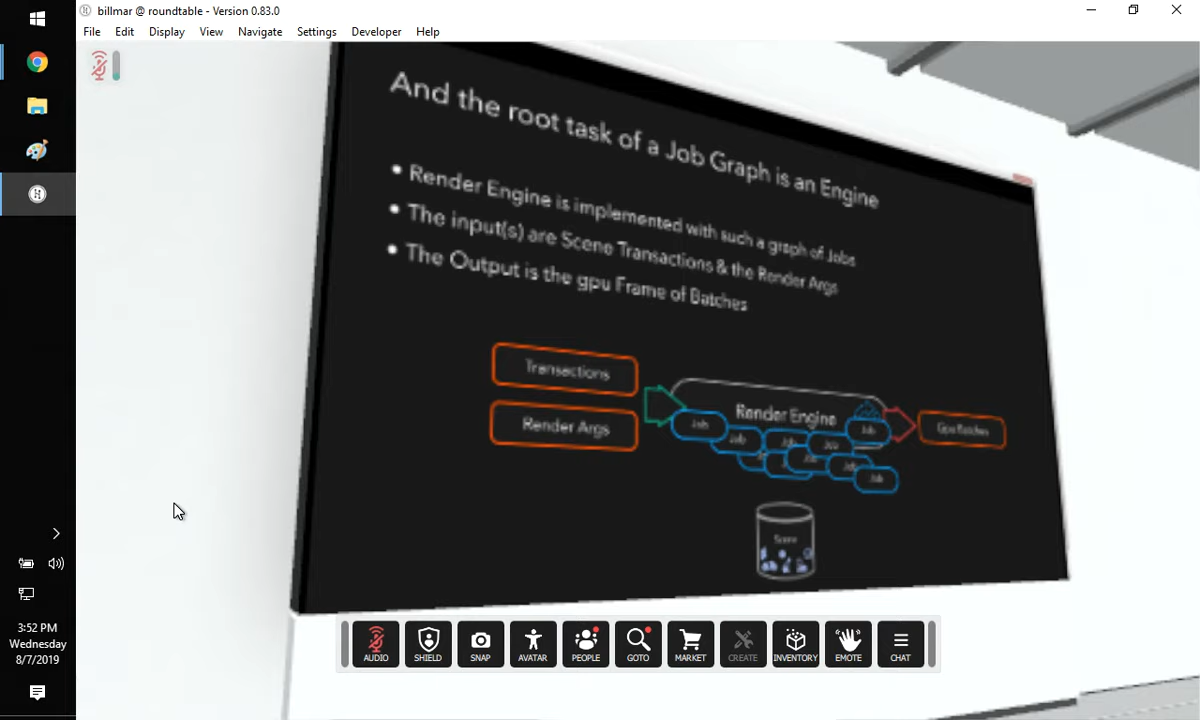 billmar @ roundtable - Version 0.83.0
File Edit Display View Navigate Settings Developer Help
And the root task of a Job Graph is an Engine
• Render Engine is implemented with such a graph of Jobs
• The input(s) are Scene Transactions & the Render Args
• The Output is the gpu Frame of Batches
Transactions
Render Args
Render Engine
Job
Job
Job
Job
Job
Job
Job
Job
Gpu Batches
Scene
AUDIO SHIELD SNAP AVATAR PEOPLE GOTO MARKET CREATE INVENTORY EMOTE CHAT
3:52 PM
Wednesday
8/7/2019